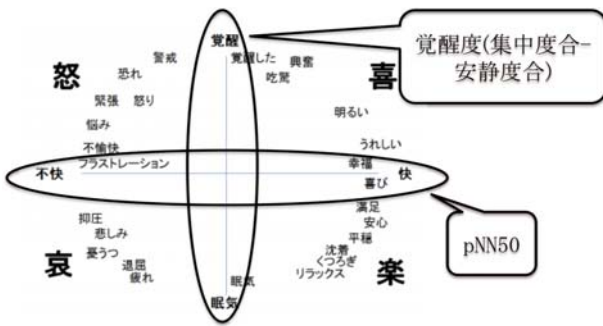 覚醒
覚醒度(集中度合-
安静度合)
警戒
覚醒した
興奮
怒
喜
恐れ
吃驚
緊張
怒り
明るい
悩み
不愉快
うれしい
フラストレーション
幸福
不快
快
喜び
抑圧
満足
悲しみ
安心
pNN50
憂うつ
平穏
沈着
哀
退屈
くつろぎ
楽
疲れ
眠気
リラックス
眠気